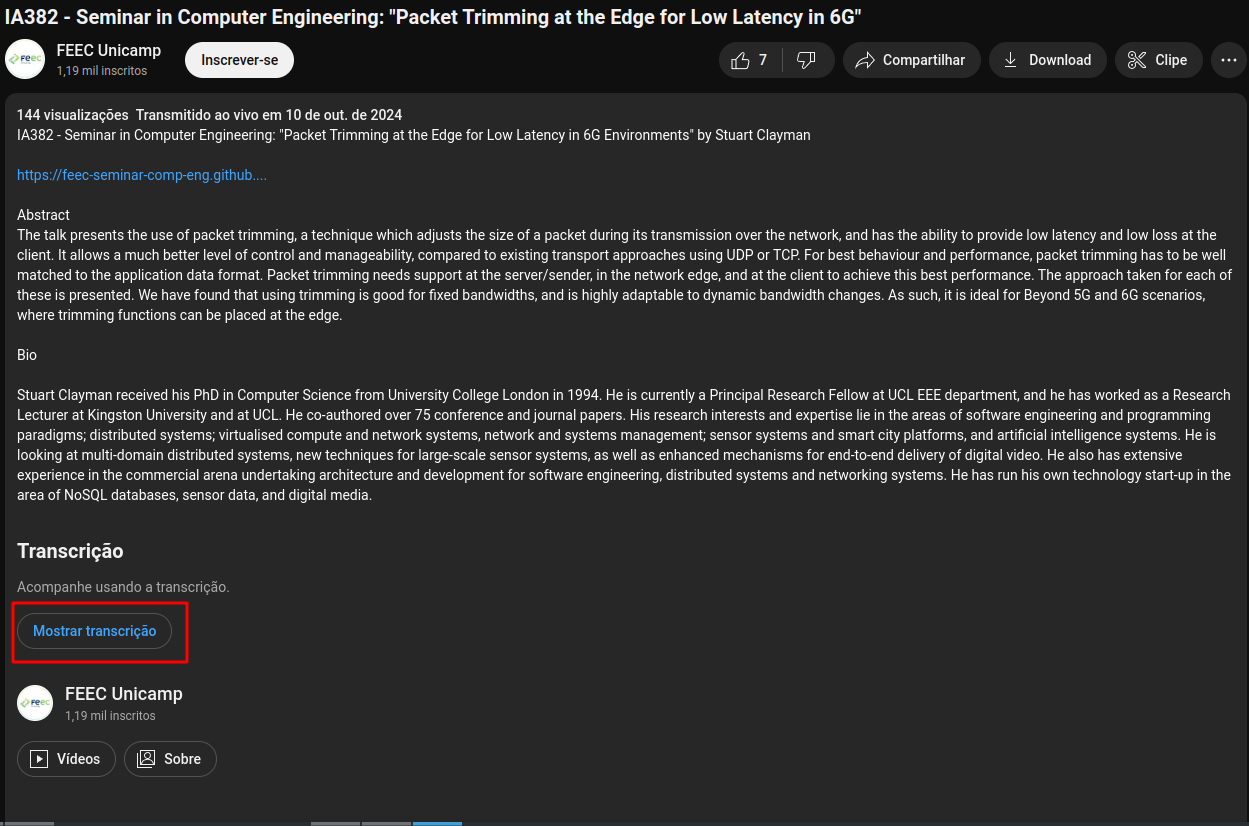 IA382 - Seminar in Computer Engineering: "Packet Trimming at the Edge for Low Latency in 6G"
FEEC Unicamp
1,19 mil inscritos
Inscrever-se
7
Compartilhar
Download
Clipe
144 visualizações Transmitido ao vivo em 10 de out. de 2024
IA382 - Seminar in Computer Engineering: "Packet Trimming at the Edge for Low Latency in 6G Environments" by Stuart Clayman
https://feec-seminar-comp-eng.github....
Abstract
The talk presents the use of packet trimming, a technique which adjusts the size of a packet during its transmission over the network, and has the ability to provide low latency and low loss at the
client. It allows a much better level of control and manageability, compared to existing transport approaches using UDP or TCP. For best behaviour and performance, packet trimming has to be well
matched to the application data format. Packet trimming needs support at the server/sender, in the network edge, and at the client to achieve this best performance. The approach taken for each of
these is presented. We have found that using trimming is good for fixed bandwidths, and is highly adaptable to dynamic bandwidth changes. As such, it is ideal for Beyond 5G and 6G scenarios,
where trimming functions can be placed at the edge.
Bio
Stuart Clayman received his PhD in Computer Science from University College London in 1994. He is currently a Principal Research Fellow at UCL EEE department, and he has worked as a Research
Lecturer at Kingston University and at UCL. He co-authored over 75 conference and journal papers. His research interests and expertise lie in the areas of software engineering and programming
paradigms; distributed systems; virtualised compute and network systems, network and systems management; sensor systems and smart city platforms, and artificial intelligence systems. He is
looking at multi-domain distributed systems, new techniques for large-scale sensor systems, as well as enhanced mechanisms for end-to-end delivery of digital video. He also has extensive
experience in the commercial arena undertaking architecture and development for software engineering, distributed systems and networking systems. He has run his own technology start-up in the
area of NoSQL databases, sensor data, and digital media.
Transcrição
Acompanhe usando a transcrição.
Mostrar transcrição
FEEC Unicamp
1,19 mil inscritos
Vídeos
Sobre